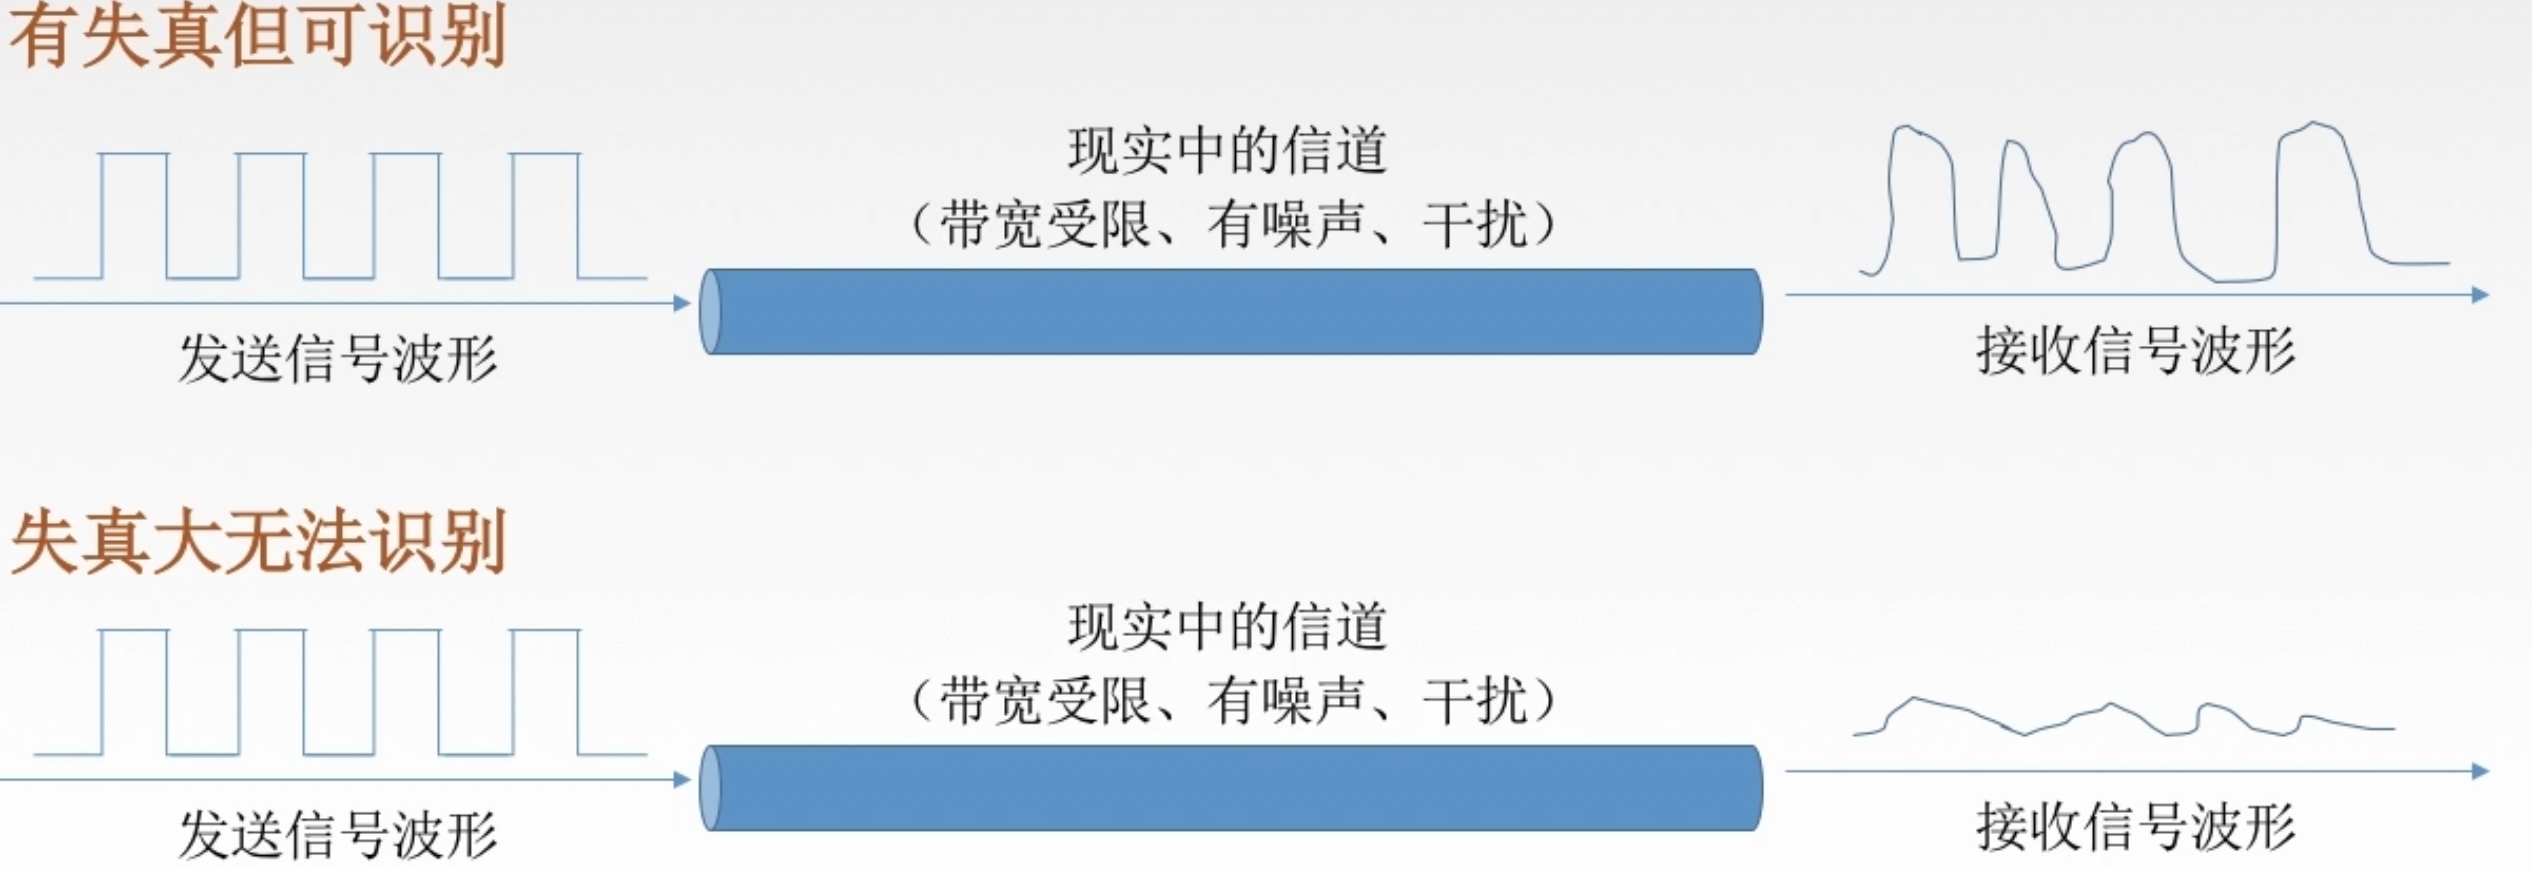 有失真但可识别
现实中的信道
（带宽受限、有噪声、干扰）
发送信号波形
接收信号波形
失真大无法识别
现实中的信道
（带宽受限、有噪声、干扰）
发送信号波形
接收信号波形